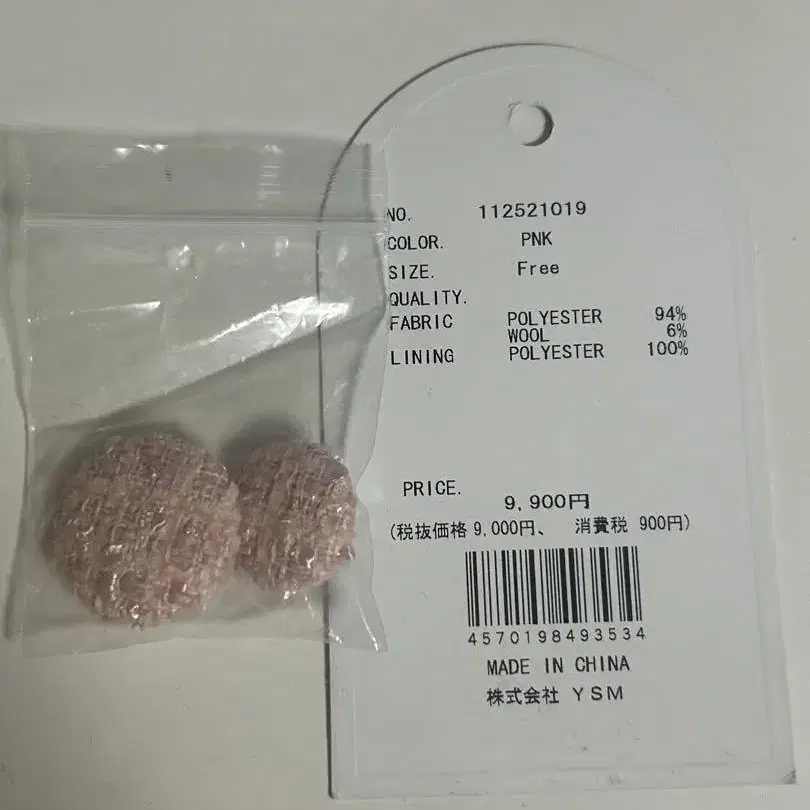 NO. 112521019
COLOR. PNK
SIZE. Free
QUALITY.
FABRIC POLYESTER 94%
WOOL 6%
LINING POLYESTER 100%
PRICE.
9,900円
(税抜価格 9,000円、 消費税 900円)
4570198493534
MADE IN CHINA
株式会社 YSM